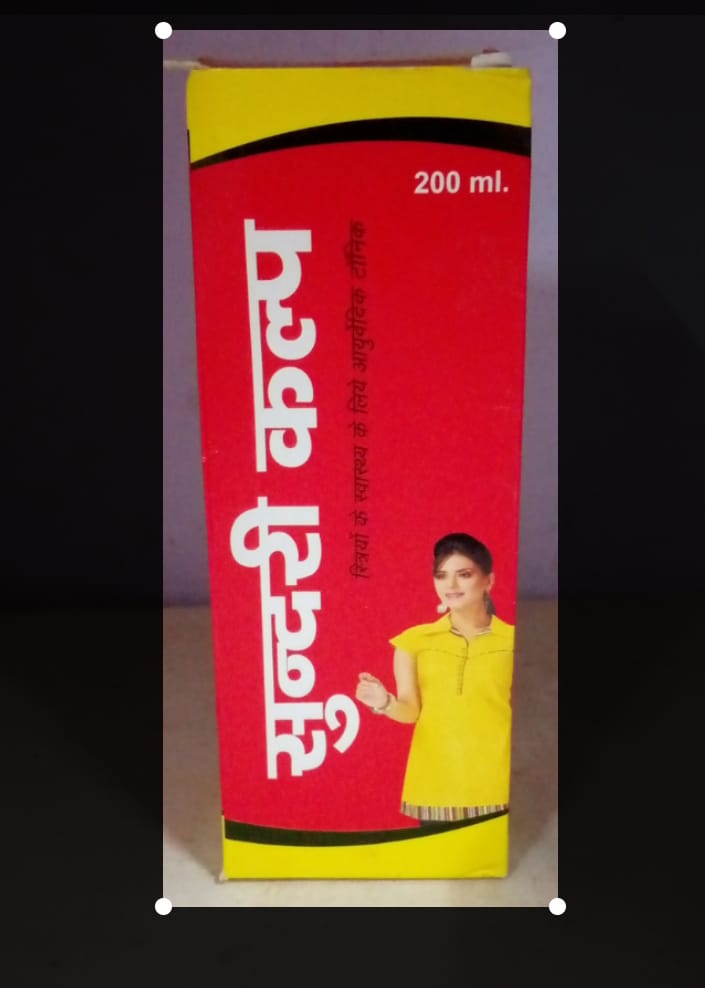 200 ml.
सुन्दरी कल्प
स्त्रियों के स्वास्थ्य के लिये आयुर्वेदिक टॉनिक